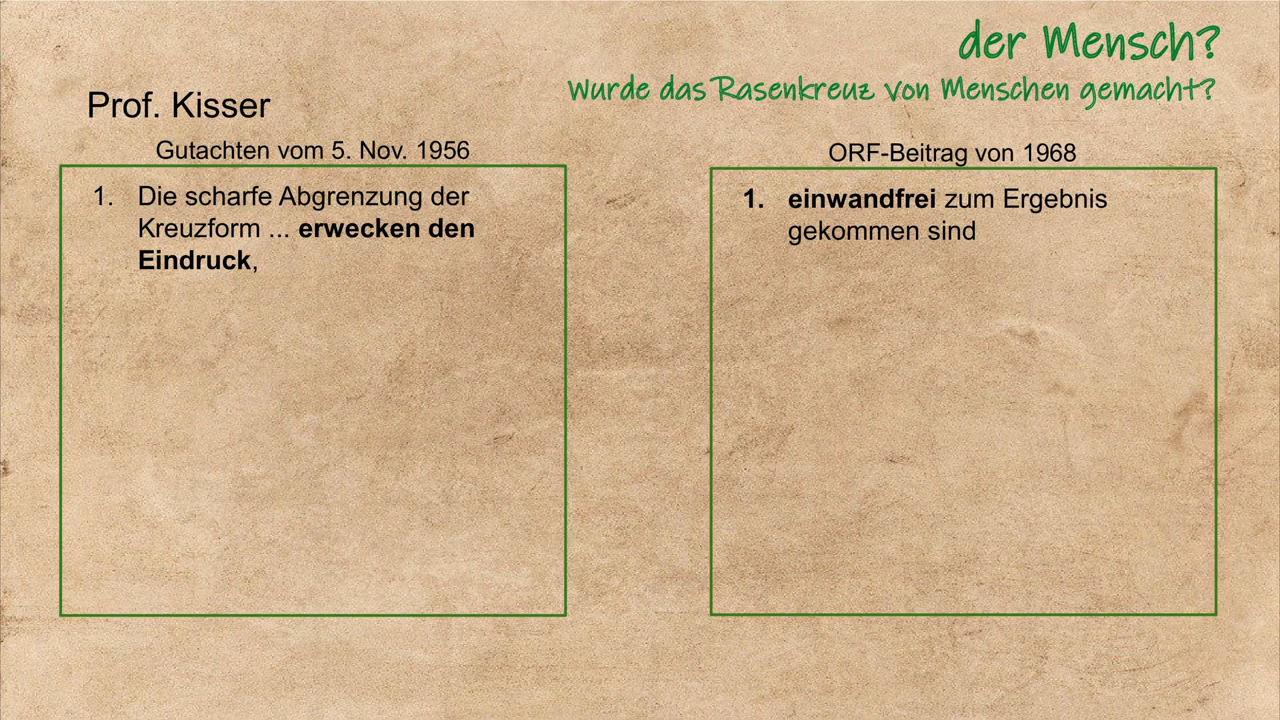 der Mensch?
Wurde das Rasenkreuz von Menschen gemacht?
Prof. Kisser
Gutachten vom 5. Nov. 1956
1. Die scharfe Abgrenzung der
Kreuzform ... erwecken den
Eindruck,
ORF-Beitrag von 1968
1. einwandfrei zum Ergebnis
gekommen sind